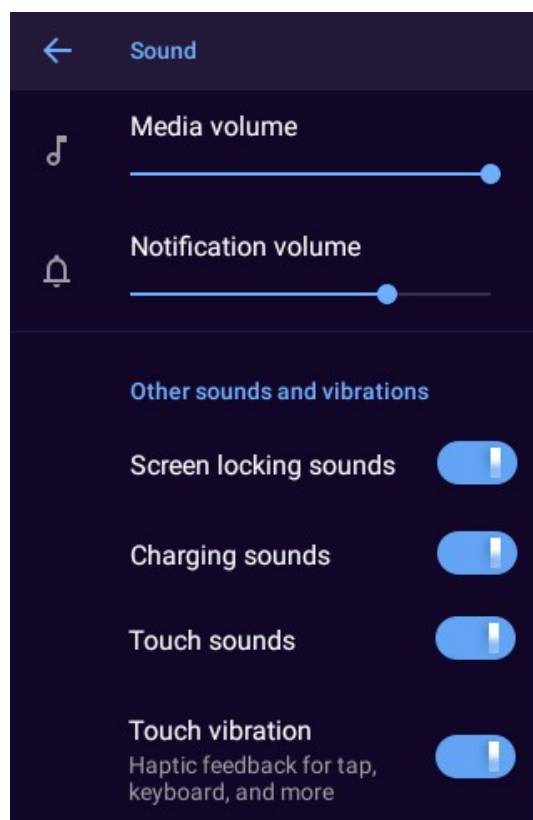 Sound
Media volume
Notification volume
Other sounds and vibrations
Screen locking sounds
Charging sounds
Touch sounds
Touch vibration
Haptic feedback for tap,
keyboard, and more